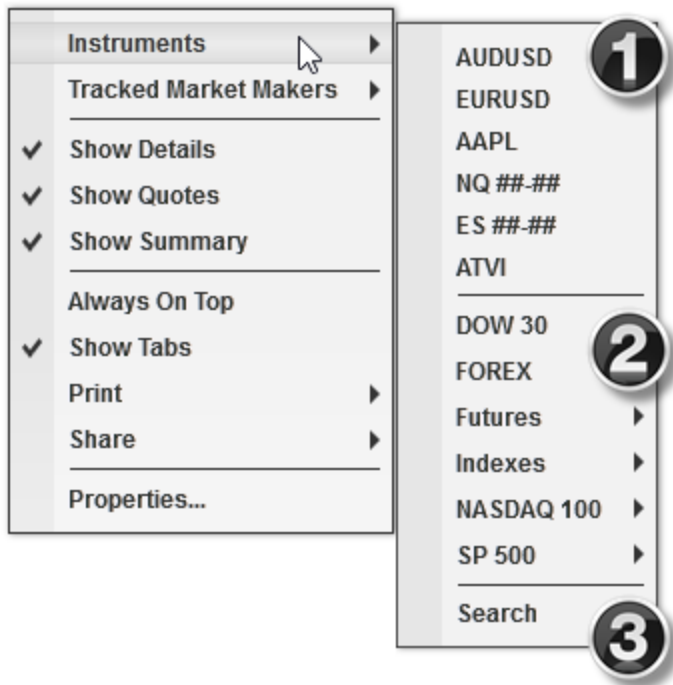 Instruments
Tracked Market Makers
Show Details
Show Quotes
Show Summary
Always On Top
Show Tabs
Print
Share
Properties...
AUDUSD
1
EURUSD
AAPL
NQ ##-##
ES ##-##
ATVI
DOW 30
2
FOREX
Futures
Indexes
NASDAQ 100
SP 500
Search
3